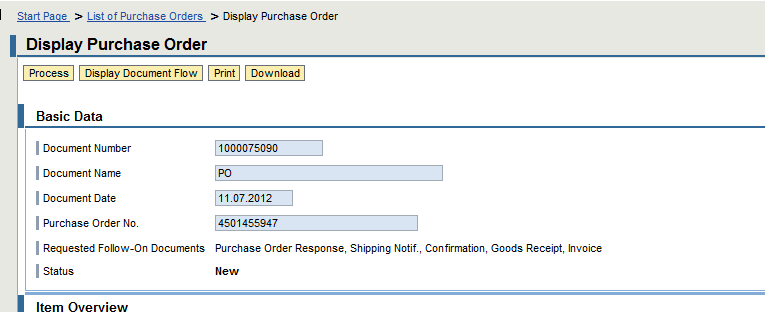 Start Page > List of Purchase Orders > Display Purchase Order
Display Purchase Order
Process Display Document Flow Print Download
Basic Data
Document Number 1000075090
Document Name PO
Document Date 11.07.2012
Purchase Order No. 4501455947
Requested Follow-On Documents Purchase Order Response, Shipping Notif., Confirmation, Goods Receipt, Invoice
Status New
Item Overview